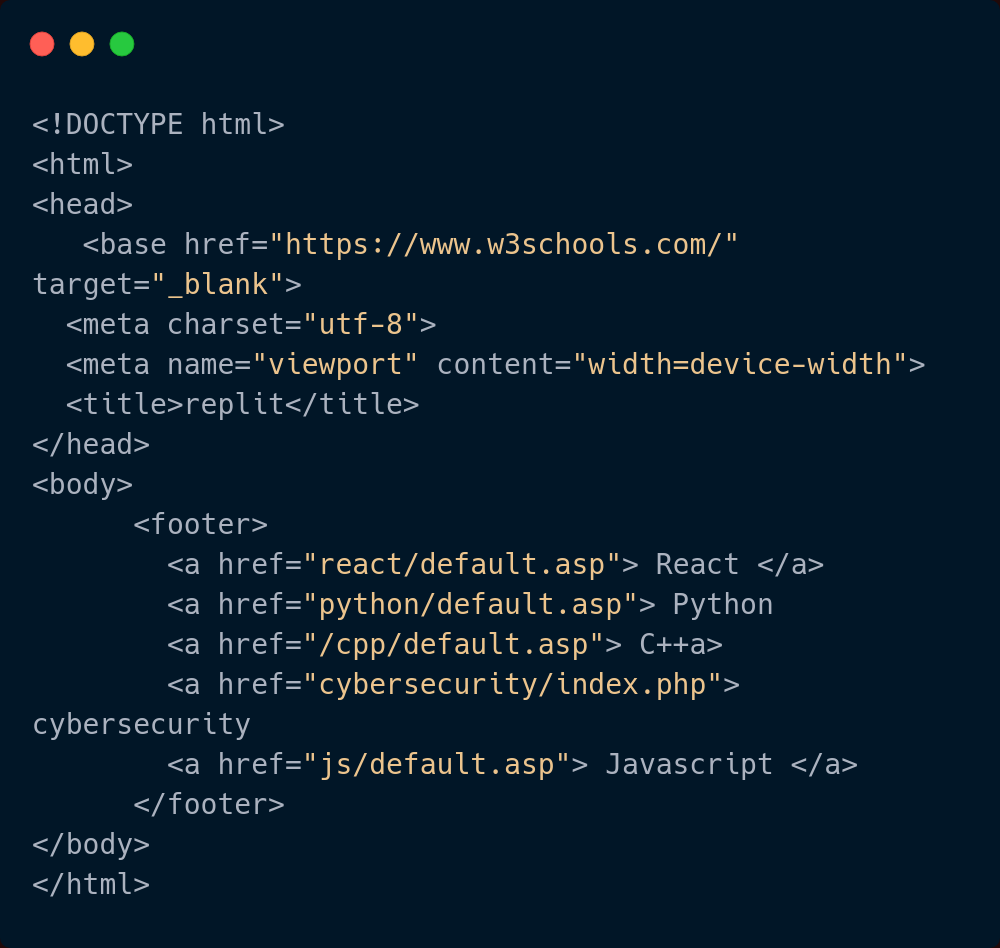 <!DOCTYPE html>
<html>
<head>
   <base href="https://www.w3schools.com/"
target="_blank">
  <meta charset="utf-8">
  <meta name="viewport" content="width=device-width">
  <title>replit</title>
</head>
<body>
      <footer>
        <a href="react/default.asp"> React </a>
        <a href="python/default.asp"> Python
        <a href="/cpp/default.asp"> C++a>
        <a href="cybersecurity/index.php">
cybersecurity
        <a href="js/default.asp"> Javascript </a>
      </footer>
</body>
</html>